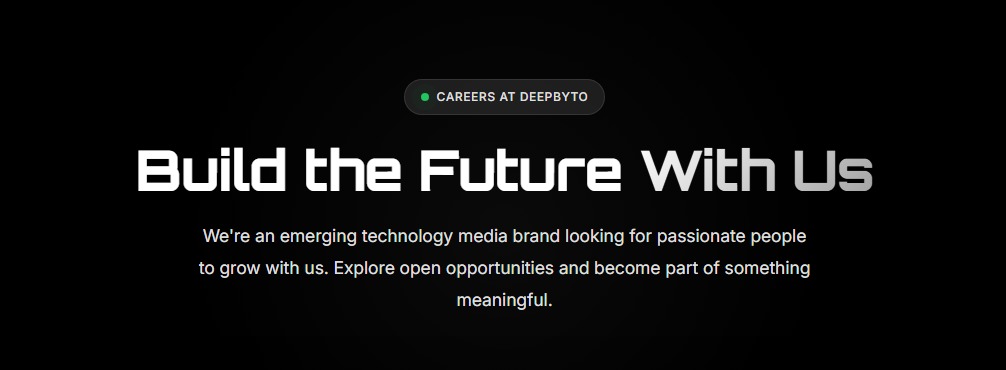 CAREERS AT DEEPBYTO
Build the Future With Us
We're an emerging technology media brand looking for passionate people
to grow with us. Explore open opportunities and become part of something
meaningful.